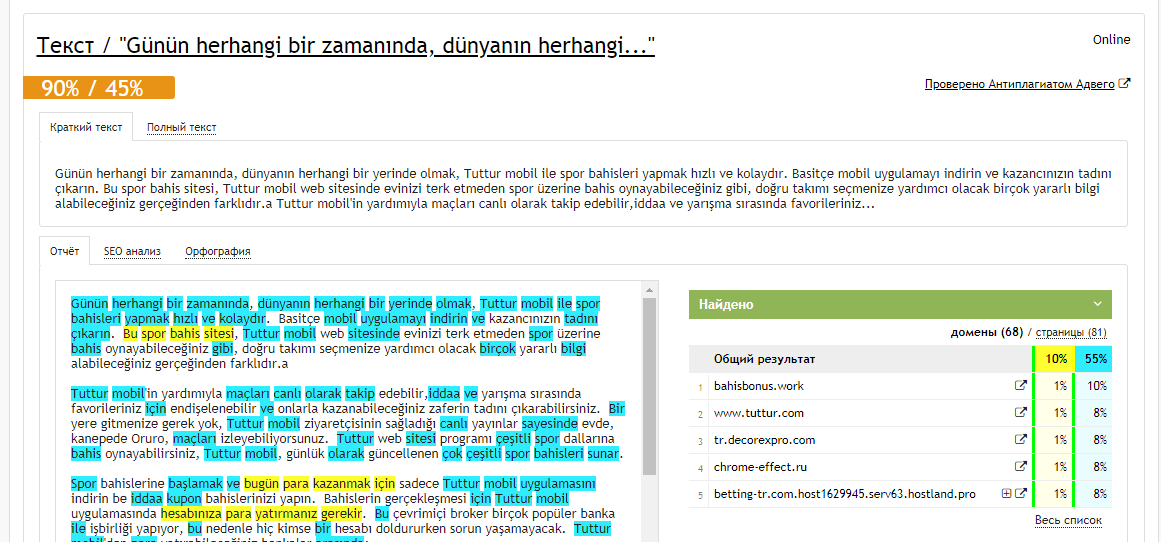 Текст / "Günün herhangi bir zamanında, dünyanın herhangi..."
Online
90% / 45%
Проверено Антиплагиатом Адвего
Краткий текст
Полный текст
Günün herhangi bir zamanında, dünyanın herhangi bir yerinde olmak, Tuttur mobil ile spor bahisleri yapmak hızlı ve kolaydır. Basitçe mobil uygulamayı indirin ve kazancınızın tadını
çıkarın. Bu spor bahis sitesi, Tuttur mobil web sitesinde evinizi terk etmeden spor üzerine bahis oynayabileceğiniz gibi, doğru takımı seçmenize yardımcı olacak birçok yararlı bilgi
alabileceğiniz gerçeğinden farklıdır.a Tuttur mobil'in yardımıyla maçları canlı olarak takip edebilir,iddaa ve yarışma sırasında favorileriniz...
Отчёт
SEO анализ
Орфография
Günün herhangi bir zamanında, dünyanın herhangi bir yerinde olmak, Tuttur mobil ile spor
bahisleri yapmak hızlı ve kolaydır. Basitçe mobil uygulamayı indirin ve kazancınızın tadını
çıkarın. Bu spor bahis sitesi, Tuttur mobil web sitesinde evinizi terk etmeden spor üzerine
bahis oynayabileceğiniz gibi, doğru takımı seçmenize yardımcı olacak birçok yararlı bilgi
alabileceğiniz gerçeğinden farklıdır.a
Tuttur mobil'in yardımıyla maçları canlı olarak takip edebilir,iddaa ve yarışma sırasında
favorileriniz için endişelenebilir ve onlarla kazanabileceğiniz zaferin tadını çıkarabilirsiniz. Bir
yere gitmenize gerek yok, Tuttur mobil ziyaretçisinin sağladığı canlı yayınlar sayesinde evde,
kanepede Oruro, maçları izleyebiliyorsunuz. Tuttur web sitesi programı çeşitli spor dallarına
bahis oynayabilirsiniz, Tuttur mobil, günlük olarak güncellenen çok çeşitli spor bahisleri sunar.
Spor bahislerine başlamak ve bugün para kazanmak için sadece Tuttur mobil uygulamasını
indirin be iddaa kupon bahislerinizi yapın. Bahislerin gerçekleşmesi için Tuttur mobil
uygulamasında hesabınıza para yatırmanız gerekir. Bu çevrimiçi broker birçok popüler banka
ile işbirliği yapıyor, bu nedenle hiç kimse bir hesabı doldururken sorun yaşamayacak. Tuttur
mobil'den para yatırabileceğiniz bankalar arasında:
Найдено
домены (68) / страницы (81)
Общий результат 10% 55%
1 bahisbonus.work 1% 10%
2 www.tuttur.com 1% 8%
3 tr.decorexpro.com 1% 8%
4 chrome-effect.ru 1% 8%
5 betting-tr.com.host1629945.serv63.hostland.pro 1% 8%
Весь список